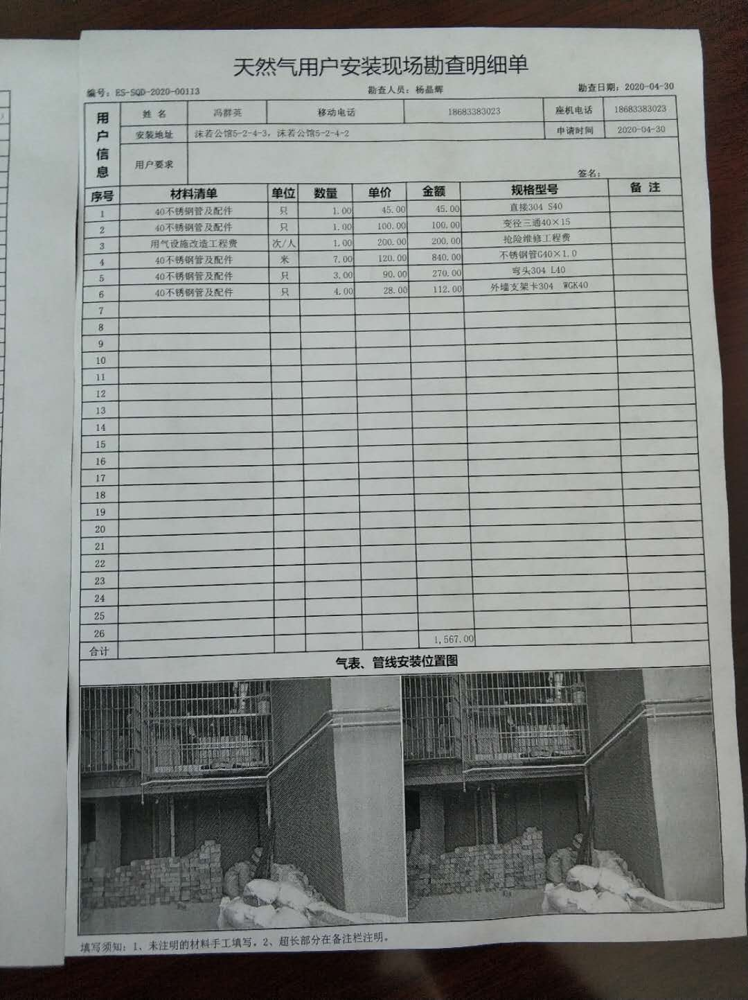 天然气用户安装现场勘查明细单
编号：ES-SQD-2020-00113 勘查人员：杨晶辉 勘查日期：2020-04-30
用户信息
姓 名 冯群英 移动电话 18683383023 座机电话 18683383023
安装地址 沫若公馆5-2-4-3，沫若公馆5-2-4-2 申请时间 2020-04-30
用户要求 签名：
序号 材料清单 单位 数量 单价 金额 规格型号 备 注
1 40不锈钢管及配件 只 1.00 45.00 45.00 直接304 S40
2 40不锈钢管及配件 只 1.00 100.00 100.00 变径三通40×15
3 用气设施改造工程费 次/人 1.00 200.00 200.00 抢险维修工程费
4 40不锈钢管及配件 米 7.00 120.00 840.00 不锈钢管G40×1.0
5 40不锈钢管及配件 只 3.00 90.00 270.00 弯头304 L40
6 40不锈钢管及配件 只 4.00 28.00 112.00 外墙支架卡304 WGK40
7
8
9
10
11
12
13
14
15
16
17
18
19
20
21
22
23
24
25
26
合计 1,567.00
气表、管线安装位置图
填写须知：1、未注明的材料手工填写。2、超长部分在备注栏注明。